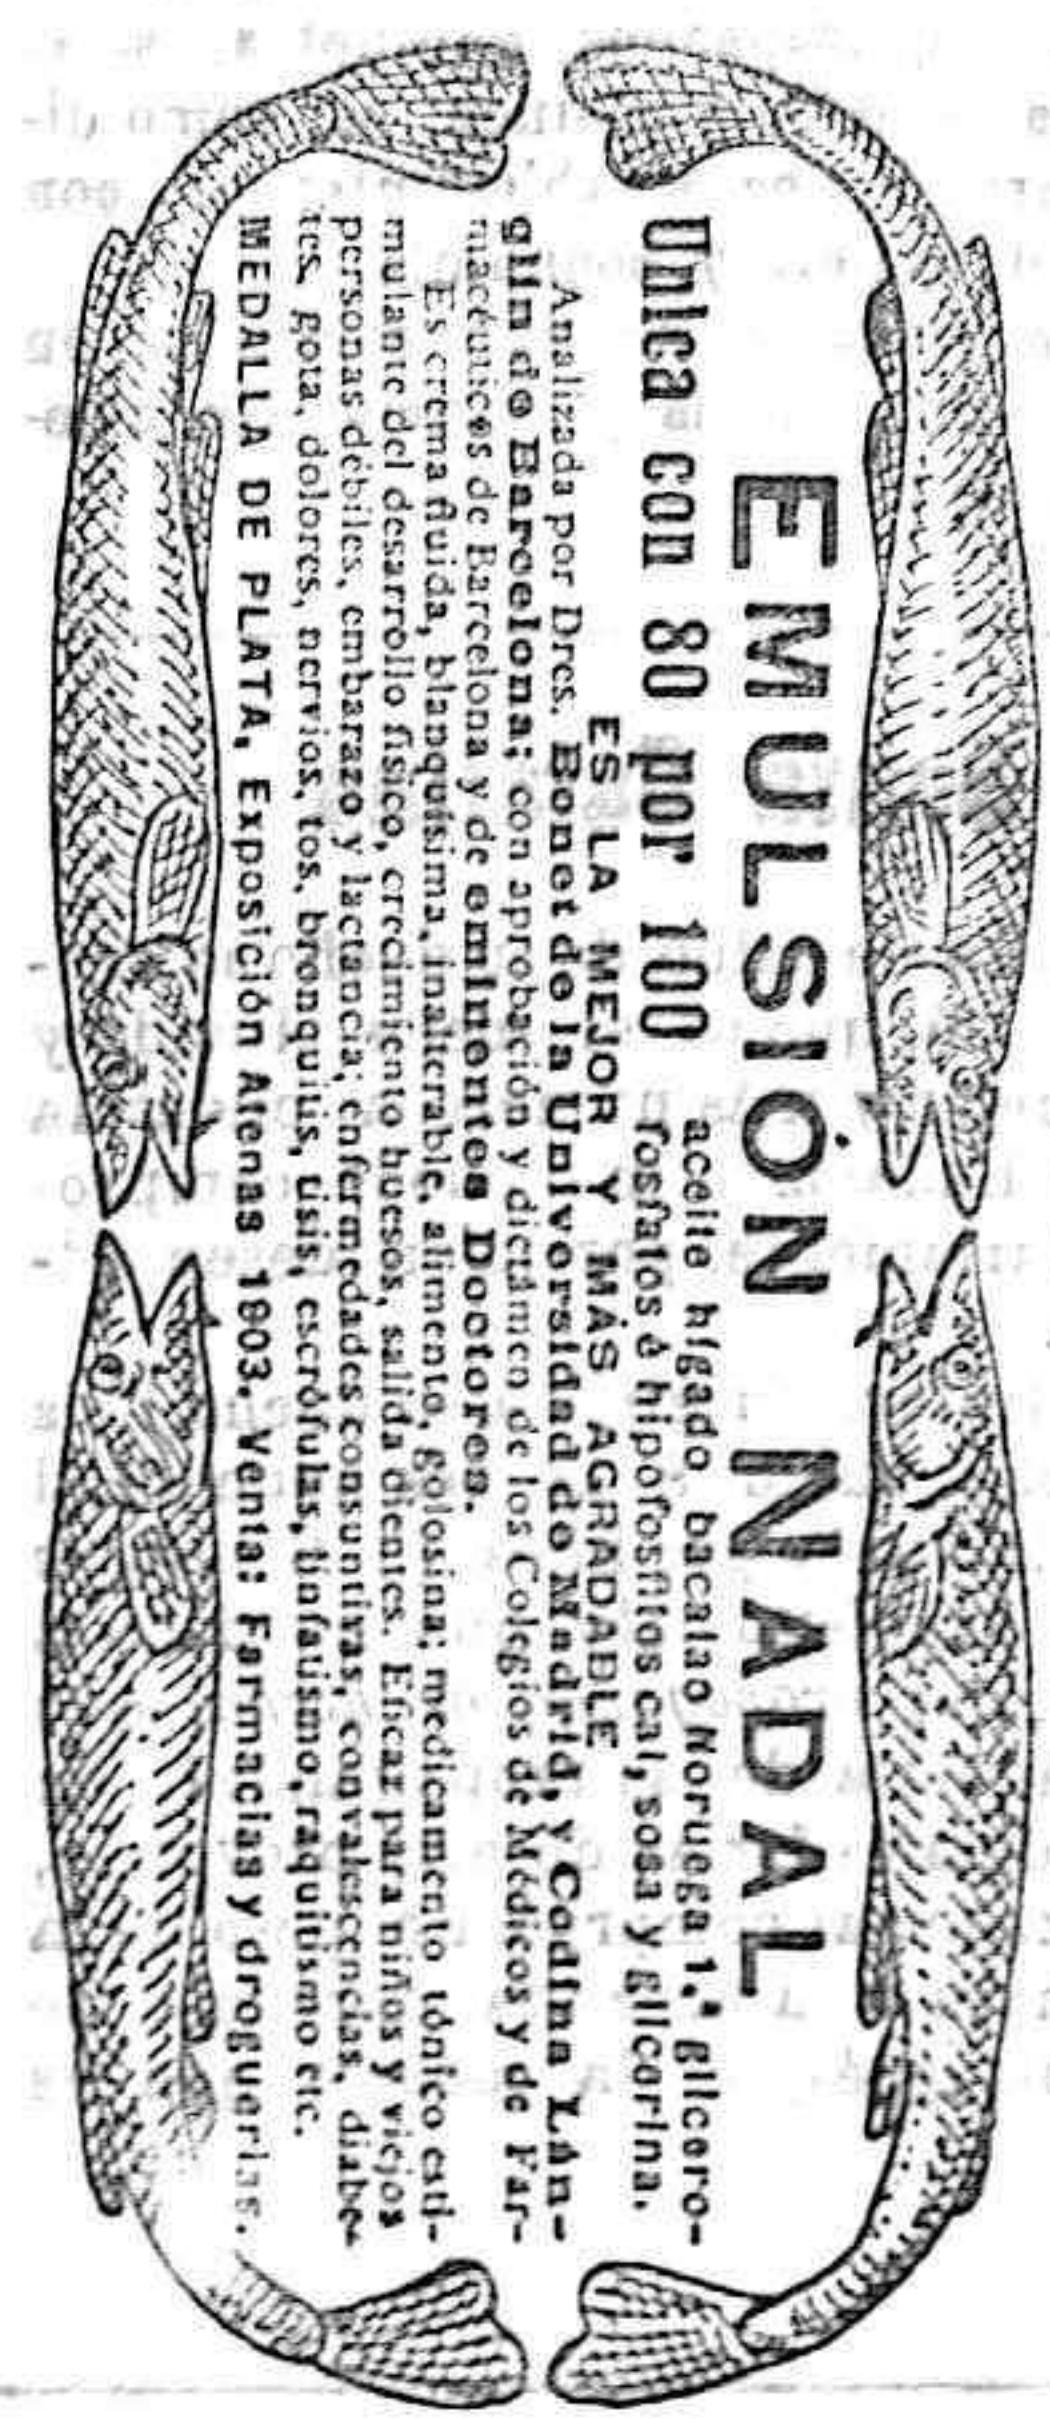 EMULSIÓN NADAL
Unica con 80 por 100 aceite hígado bacalao Noruega 1.ª glicero-
fosfatos é hipofosfitos cal, sosa y glicerina.
ES LA MEJOR Y MÁS AGRADABLE
Analizada por Dres. Bonet de la Universidad de Madrid, y Codina Lán-
glin de Barcelona; con aprobación y dictámen de los Colegios de Médicos y de Far-
macéuticos de Barcelona y de eminentes Doctores.
Es crema fluida, blanquísima, inalterable, alimento, golosina; medicamento tónico esti-
mulante del desarrollo físico, crecimiento huesos, salida dientes. Eficaz para niños y viejos
personas débiles, embarazo y lactancia; enfermedades consuntivas, convalescencias, diabe-
tes, gota, dolores, nervios, tos, bronquitis, tisis, escrófulas, linfatismo, raquitismo etc.
MEDALLA DE PLATA, Exposición Atenas 1903. Venta: Farmacias y droguerias.